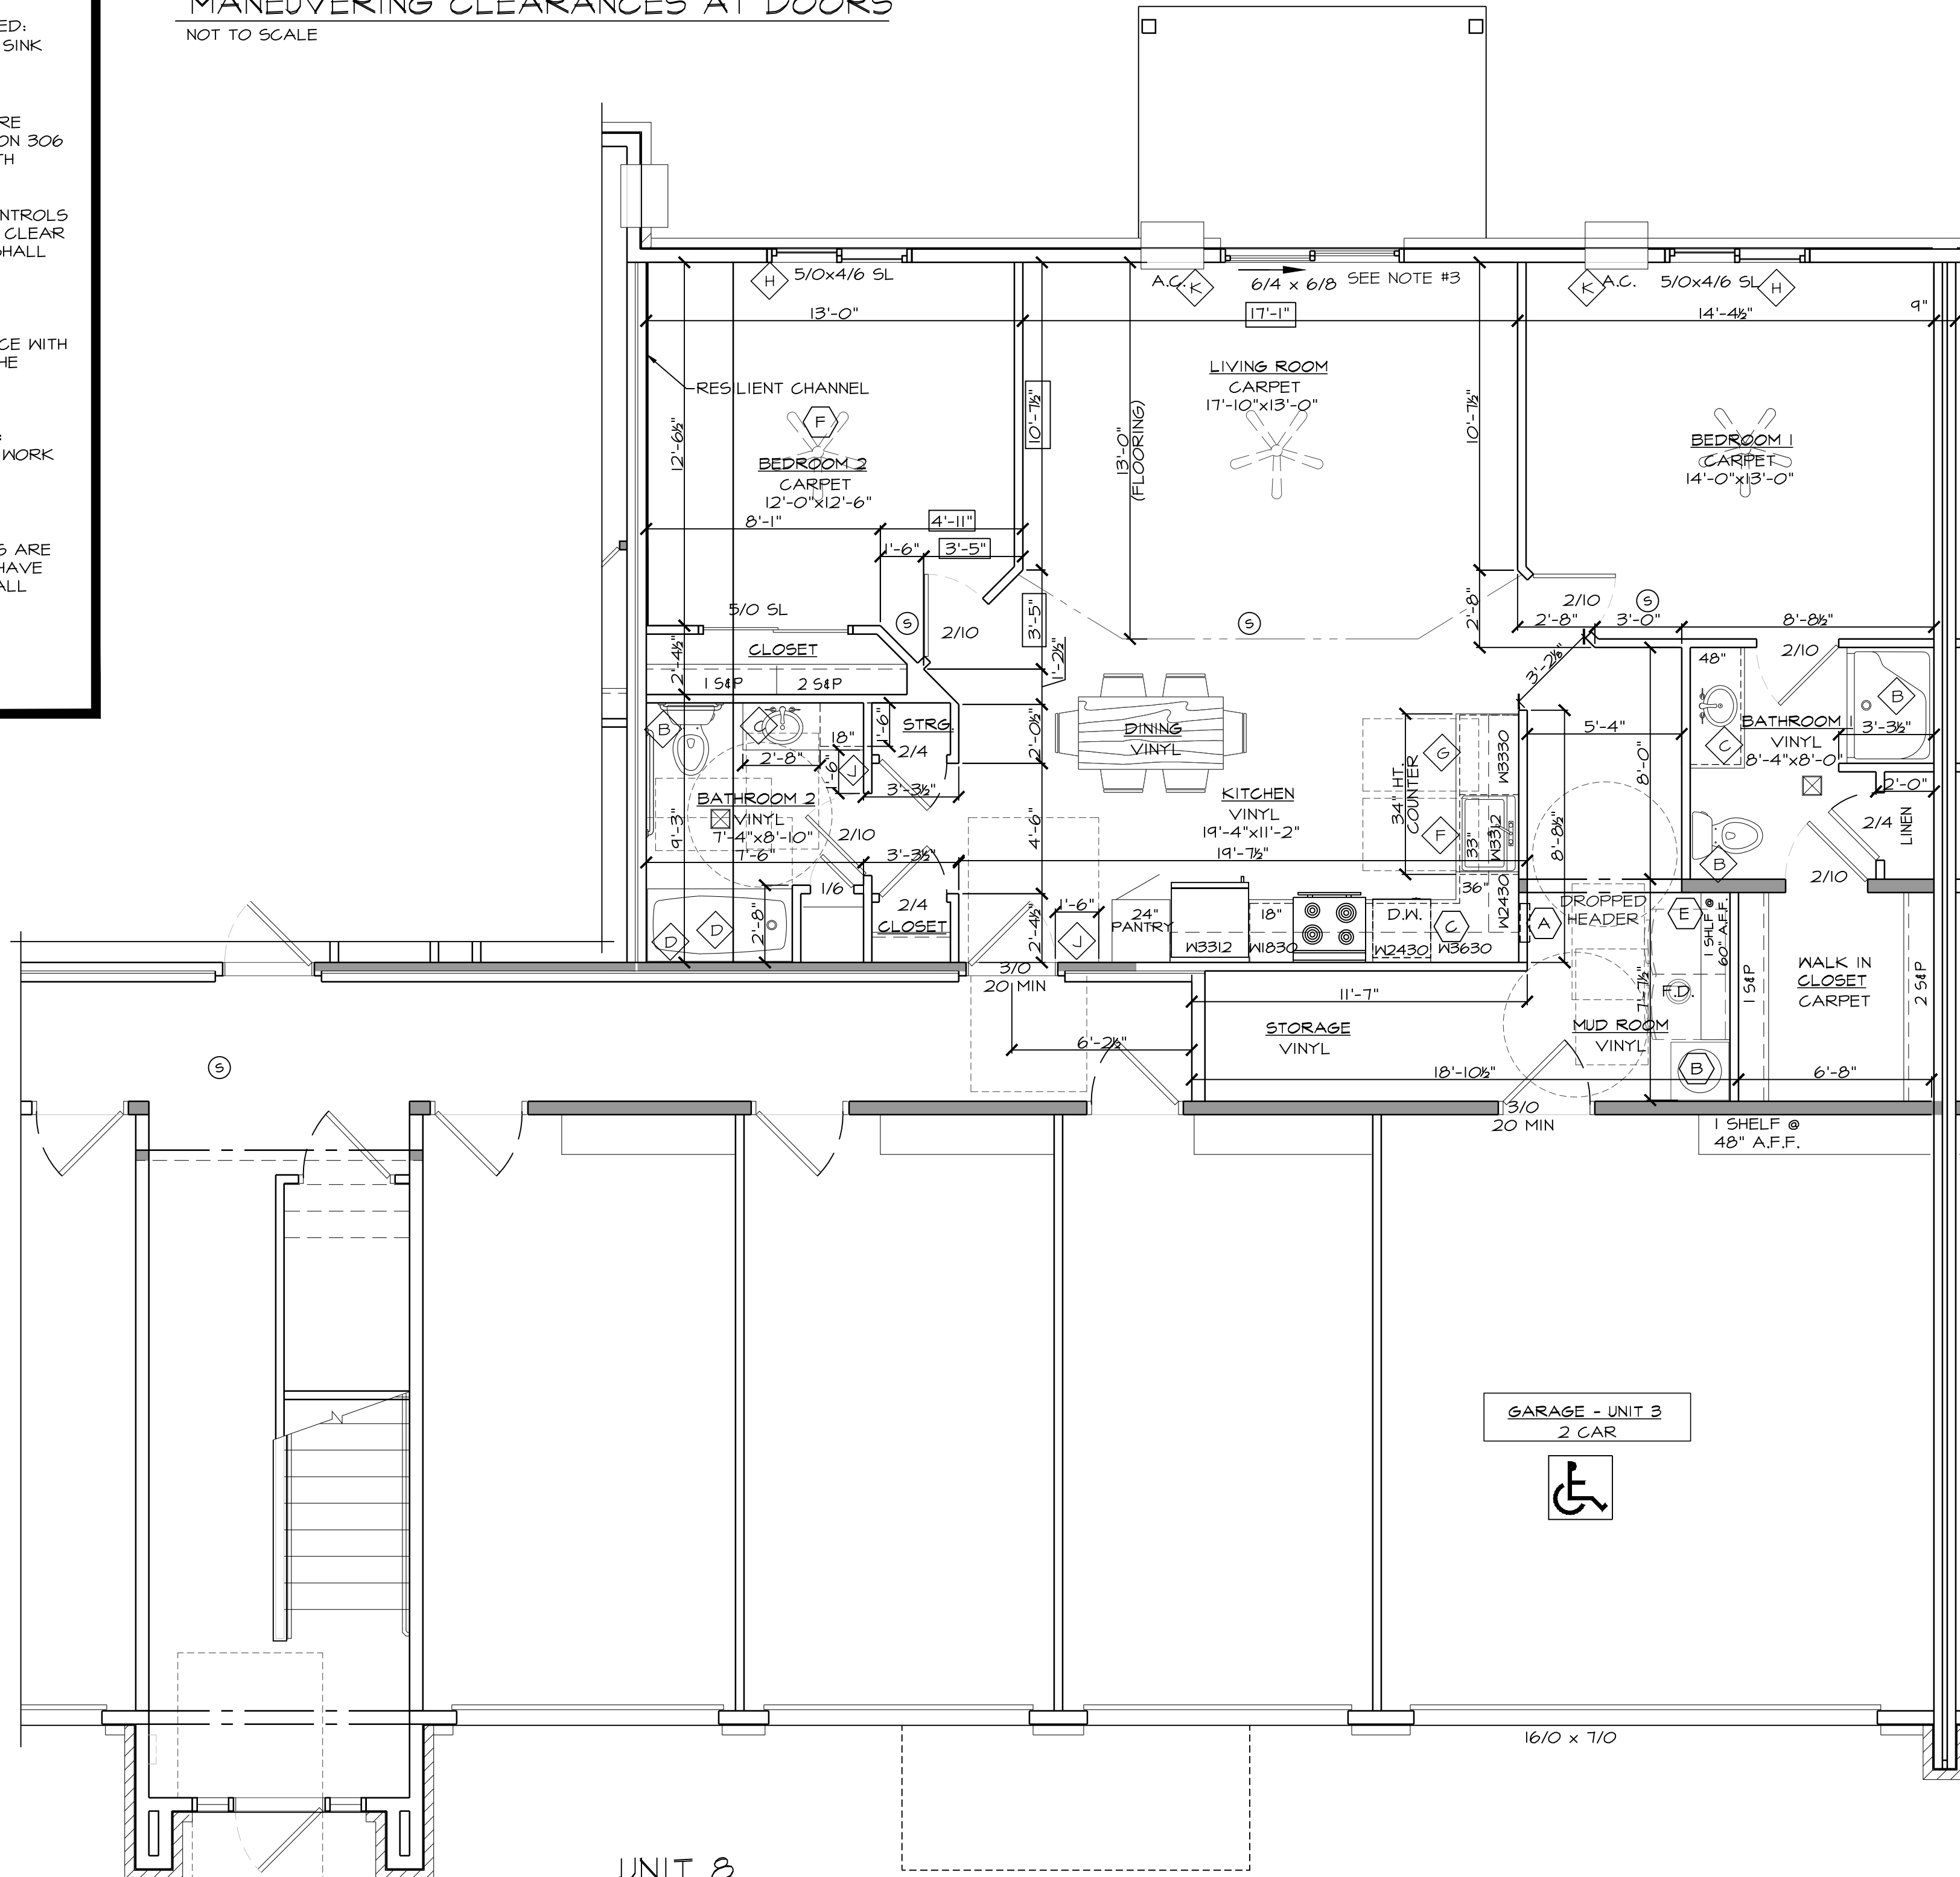 MANEUVERING CLEARANCES AT DOORS
NOT TO SCALE
ED:
SINK
RE
ON 306
TH
NTROLS
CLEAR
SHALL
CE WITH
HE
WORK
S ARE
HAVE
ALL
H
5/0x4/6 SL
A.C.
K
6/4 x 6/8
SEE NOTE #3
K
A.C.
5/0x4/6 SL
H
9"
13'-0"
17'-1"
14'-4½"
RESILIENT CHANNEL
F
BEDROOM 2
CARPET
12'-0"x12'-6"
12'-6½"
10'-7½"
13'-0"
(FLOORING)
LIVING ROOM
CARPET
17'-10"x13'-0"
10'-7½"
BEDROOM 1
CARPET
14'-0"x13'-0"
8'-1"
4'-11"
1'-6"
3'-5"
5/0 SL
S
2/10
3'-5"
1'-2½"
S
2'-8"
2/10
S
2'-8"
3'-0"
8'-8½"
CLOSET
2'-4½"
1 S&P
2 S&P
3'-2⅛"
48"
2/10
B
B
C
18"
1'-6"
STRG.
2/4
2'-0½"
DINING
VINYL
G
W3330
5'-4"
BATHROOM 1
VINYL
8'-4"x8'-0"
C
3'-3½"
2'-8"
1'-6"
J
3'-3½"
34" HT.
COUNTER
8'-0"
2'-0"
BATHROOM 2
VINYL
7'-4"x8'-10"
9'-3"
2/10
4'-6"
KITCHEN
VINYL
19'-4"x11'-2"
F
33"
W3312
8'-8½"
2/4
LINEN
7'-6"
3'-3½"
19'-7½"
B
2/10
1/6
2/4
CLOSET
2'-8"
D
D
2'-4½"
1'-6"
J
24"
PANTRY
W3312
18"
W1830
D.W.
W2430
36"
C
W3630
W2430
A
DROPPED
HEADER
E
1 SHLF @
60" A.F.F.
3/0
20 MIN
11'-7"
7'-7½"
F.D.
1 S&P
WALK IN
CLOSET
CARPET
2 S&P
STORAGE
VINYL
MUD ROOM
VINYL
6'-2½"
S
18'-10½"
B
6'-8"
3/0
20 MIN
1 SHELF @
48" A.F.F.
GARAGE - UNIT 3
2 CAR
16/0 x 7/0
UNIT 8